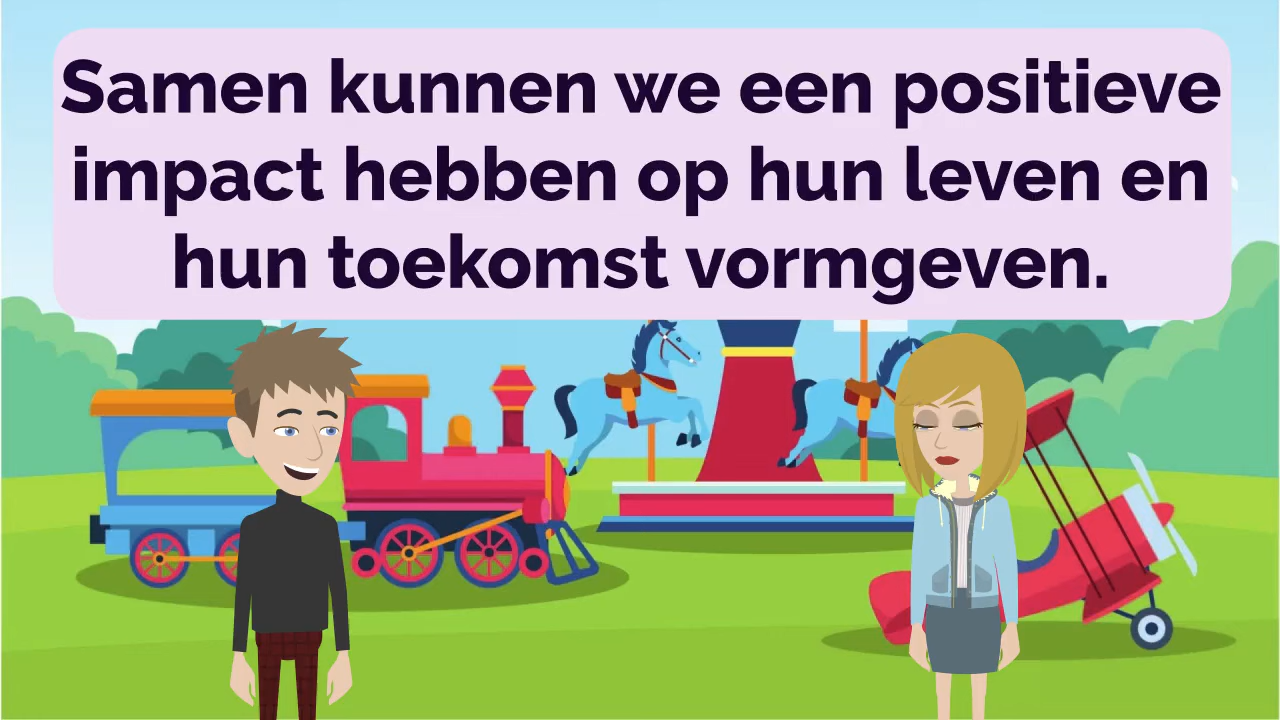 Samen kunnen we een positieve
impact hebben op hun leven en
hun toekomst vormgeven.